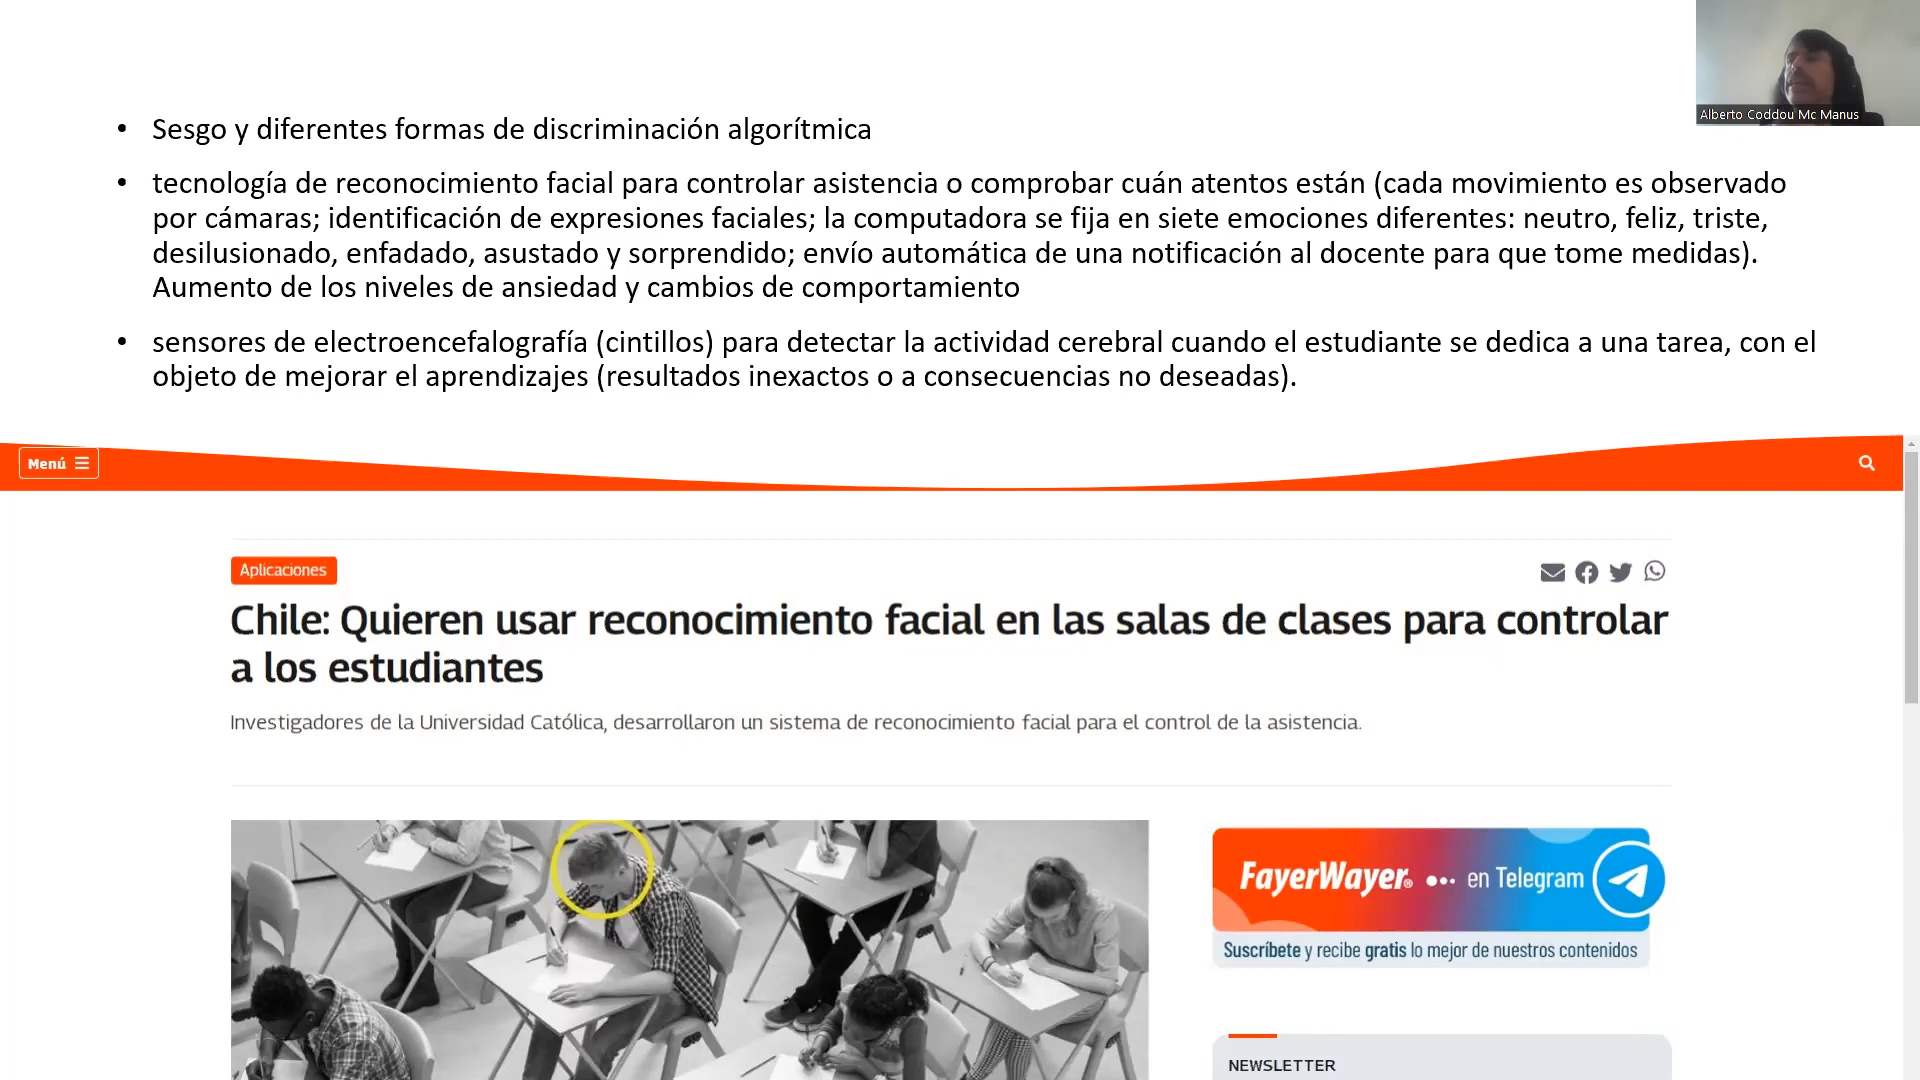 Alberto Coddou Mc Manus
• Sesgo y diferentes formas de discriminación algorítmica
• tecnología de reconocimiento facial para controlar asistencia o comprobar cuán atentos están (cada movimiento es observado
por cámaras; identificación de expresiones faciales; la computadora se fija en siete emociones diferentes: neutro, feliz, triste,
desilusionado, enfadado, asustado y sorprendido; envío automática de una notificación al docente para que tome medidas).
Aumento de los niveles de ansiedad y cambios de comportamiento
• sensores de electroencefalografía (cintillos) para detectar la actividad cerebral cuando el estudiante se dedica a una tarea, con el
objeto de mejorar el aprendizajes (resultados inexactos o a consecuencias no deseadas).
Menú
Aplicaciones
Chile: Quieren usar reconocimiento facial en las salas de clases para controlar
a los estudiantes
Investigadores de la Universidad Católica, desarrollaron un sistema de reconocimiento facial para el control de la asistencia.
FayerWayer® ••• en Telegram
Suscríbete y recibe gratis lo mejor de nuestros contenidos
NEWSLETTER